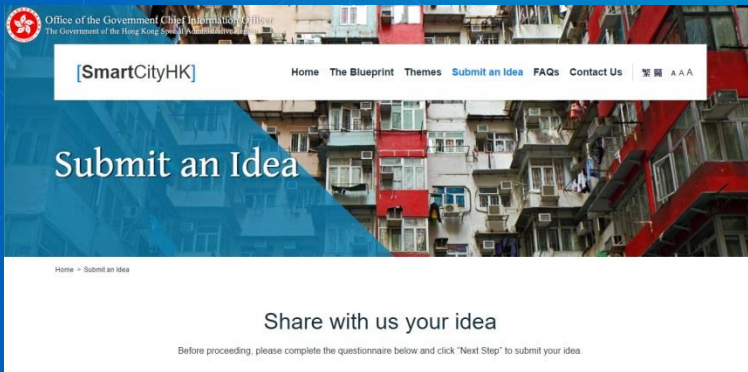 Office of the Government Chief Information Officer
The Government of the Hong Kong Special Administrative Region
[SmartCityHK]
Home The Blueprint Themes Submit an Idea FAQs Contact Us 繁 簡 A A A
Submit an Idea
Home > Submit an Idea
Share with us your idea
Before proceeding, please complete the questionnaire below and click "Next Step" to submit your idea.